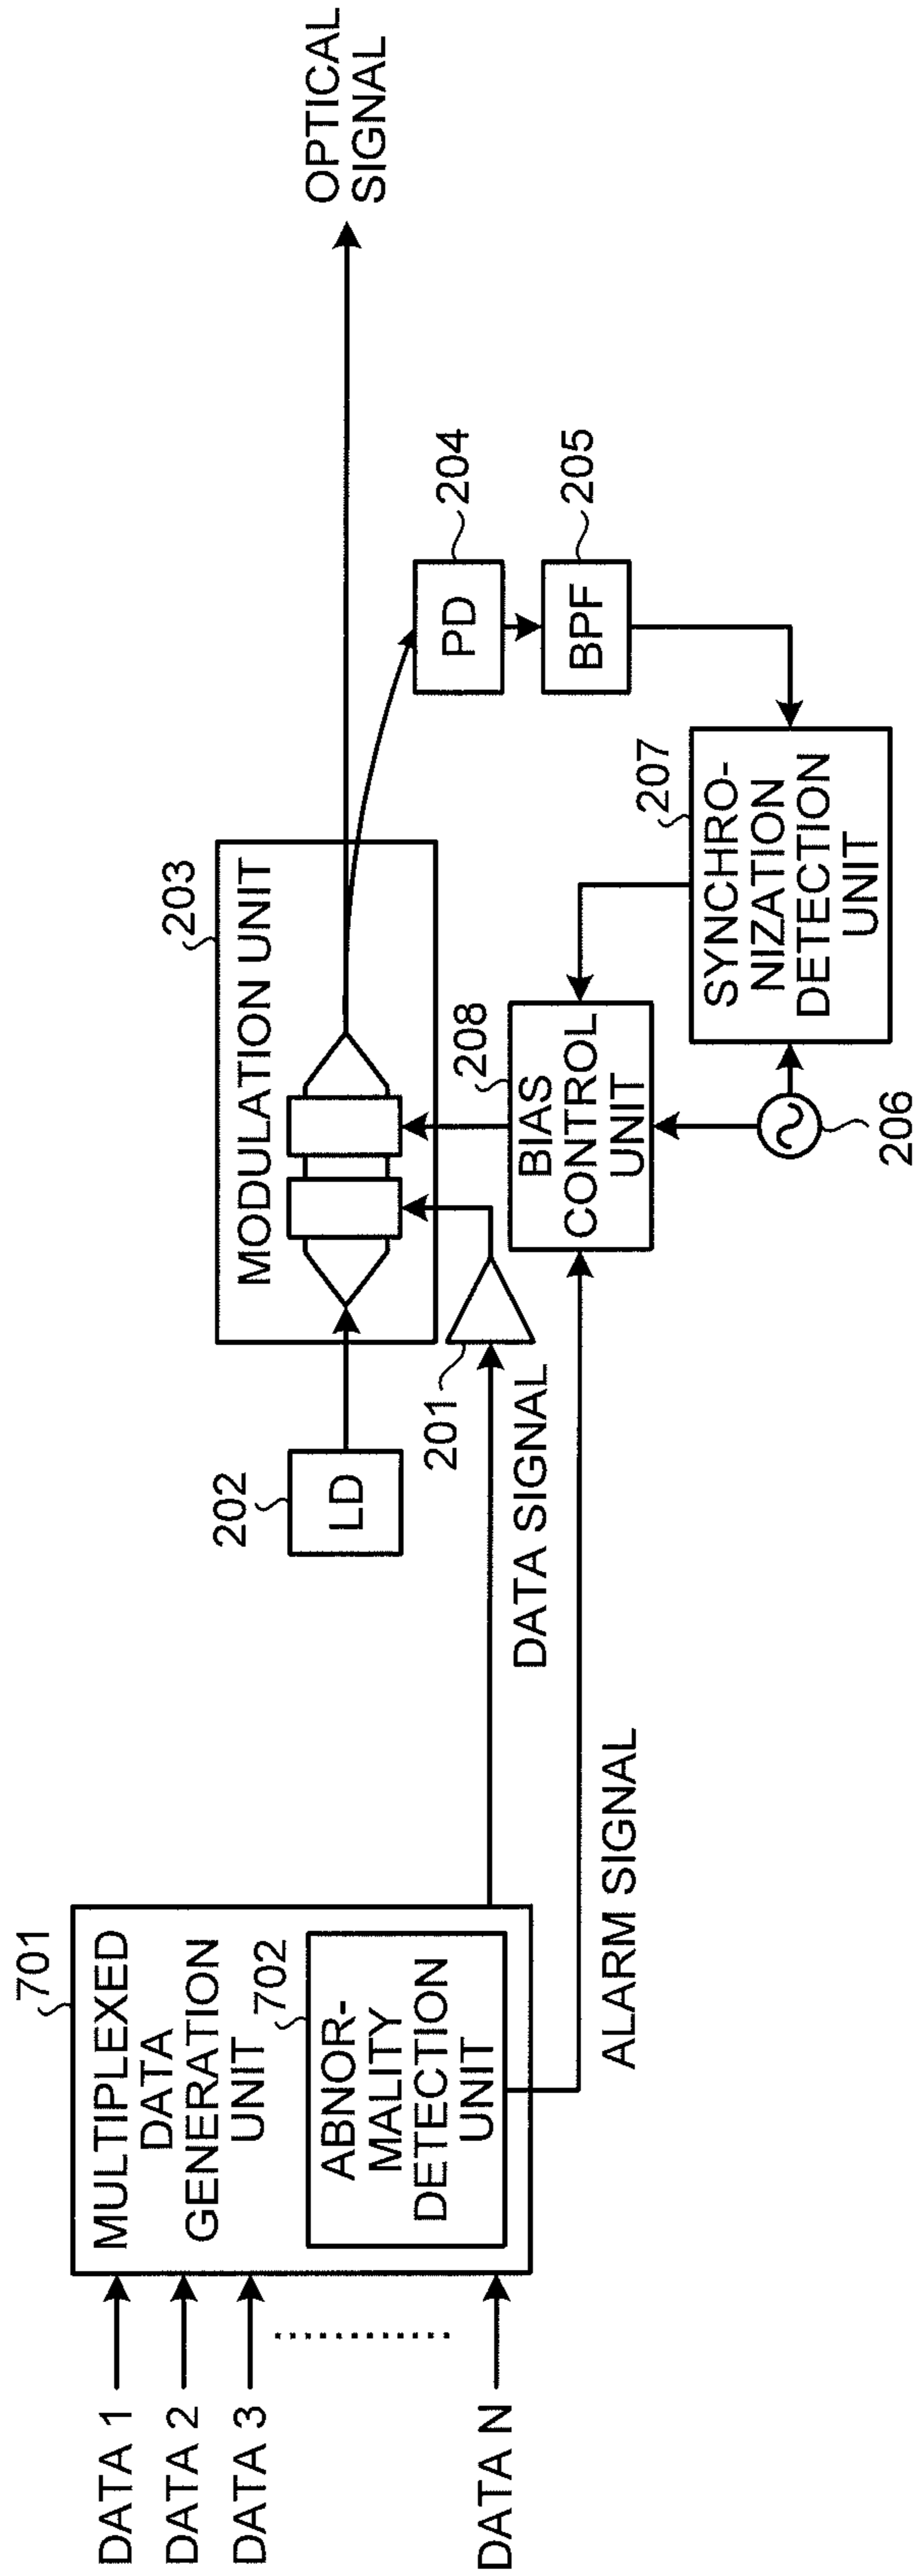 DATA 1
DATA 2
DATA 3
DATA N
701
MULTIPLEXED
DATA
GENERATION
UNIT
702
ABNOR-
MALITY
DETECTION
UNIT
ALARM SIGNAL
DATA SIGNAL
202
LD
201
203
MODULATION UNIT
208
BIAS
CONTROL
UNIT
206
207
SYNCHRO-
NIZATION
DETECTION
UNIT
PD
204
BPF
205
OPTICAL
SIGNAL